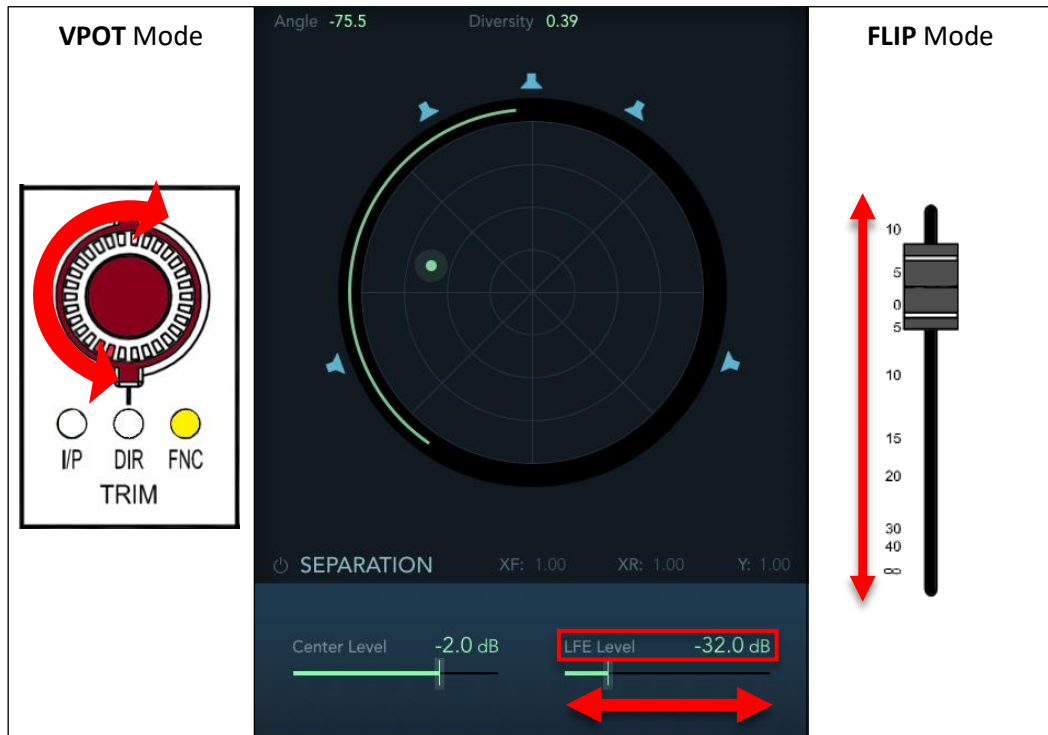 VPOT Mode
I/P DIR FNC
TRIM
Angle -75.5 Diversity 0.39
SEPARATION XF: 1.00 XR: 1.00 Y: 1.00
Center Level -2.0 dB LFE Level -32.0 dB
FLIP Mode
10
5
0
5
10
15
20
30
40
∞